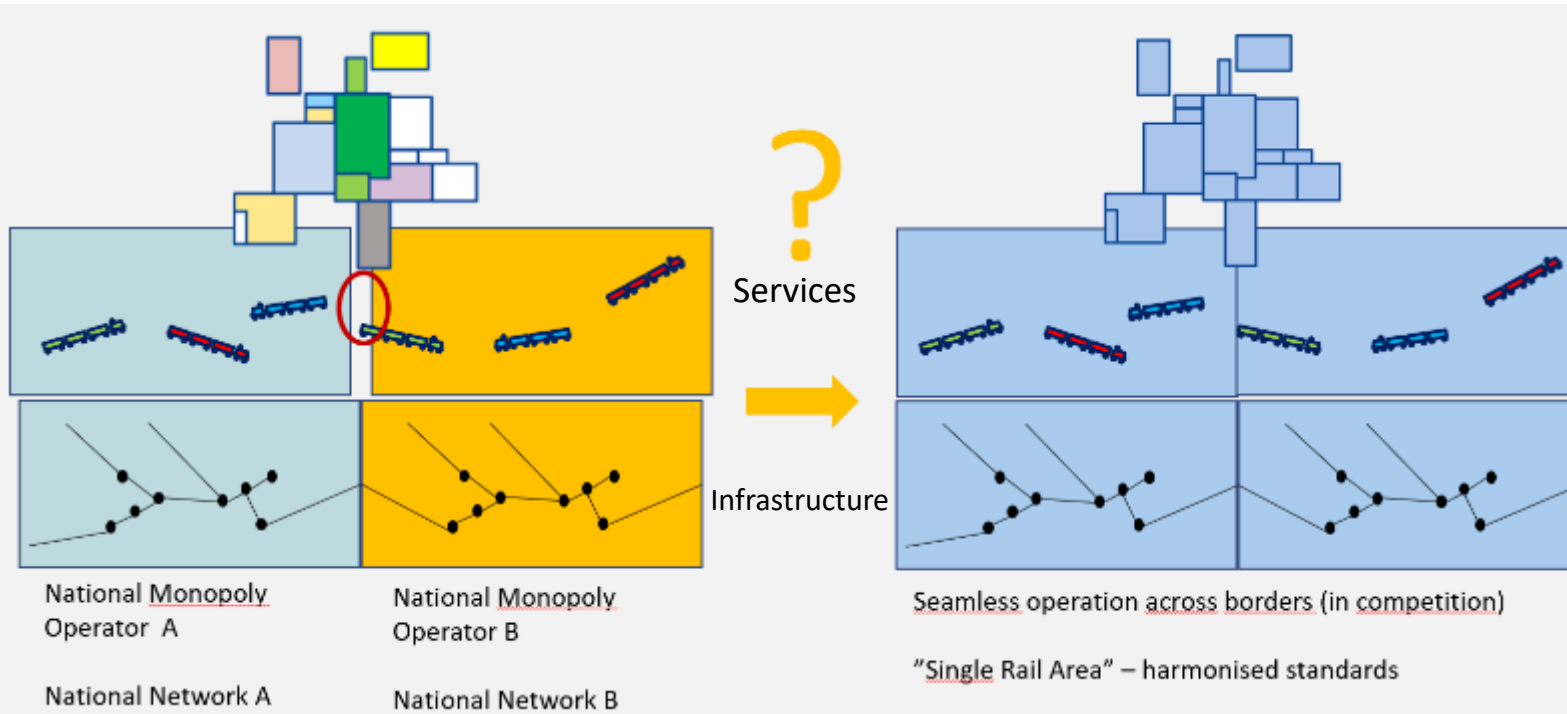 ?
Services
Infrastructure
National Monopoly
Operator  A
National Network A
National Monopoly
Operator B
National Network B
Seamless operation across borders (in competition)
”Single Rail Area” – harmonised standards